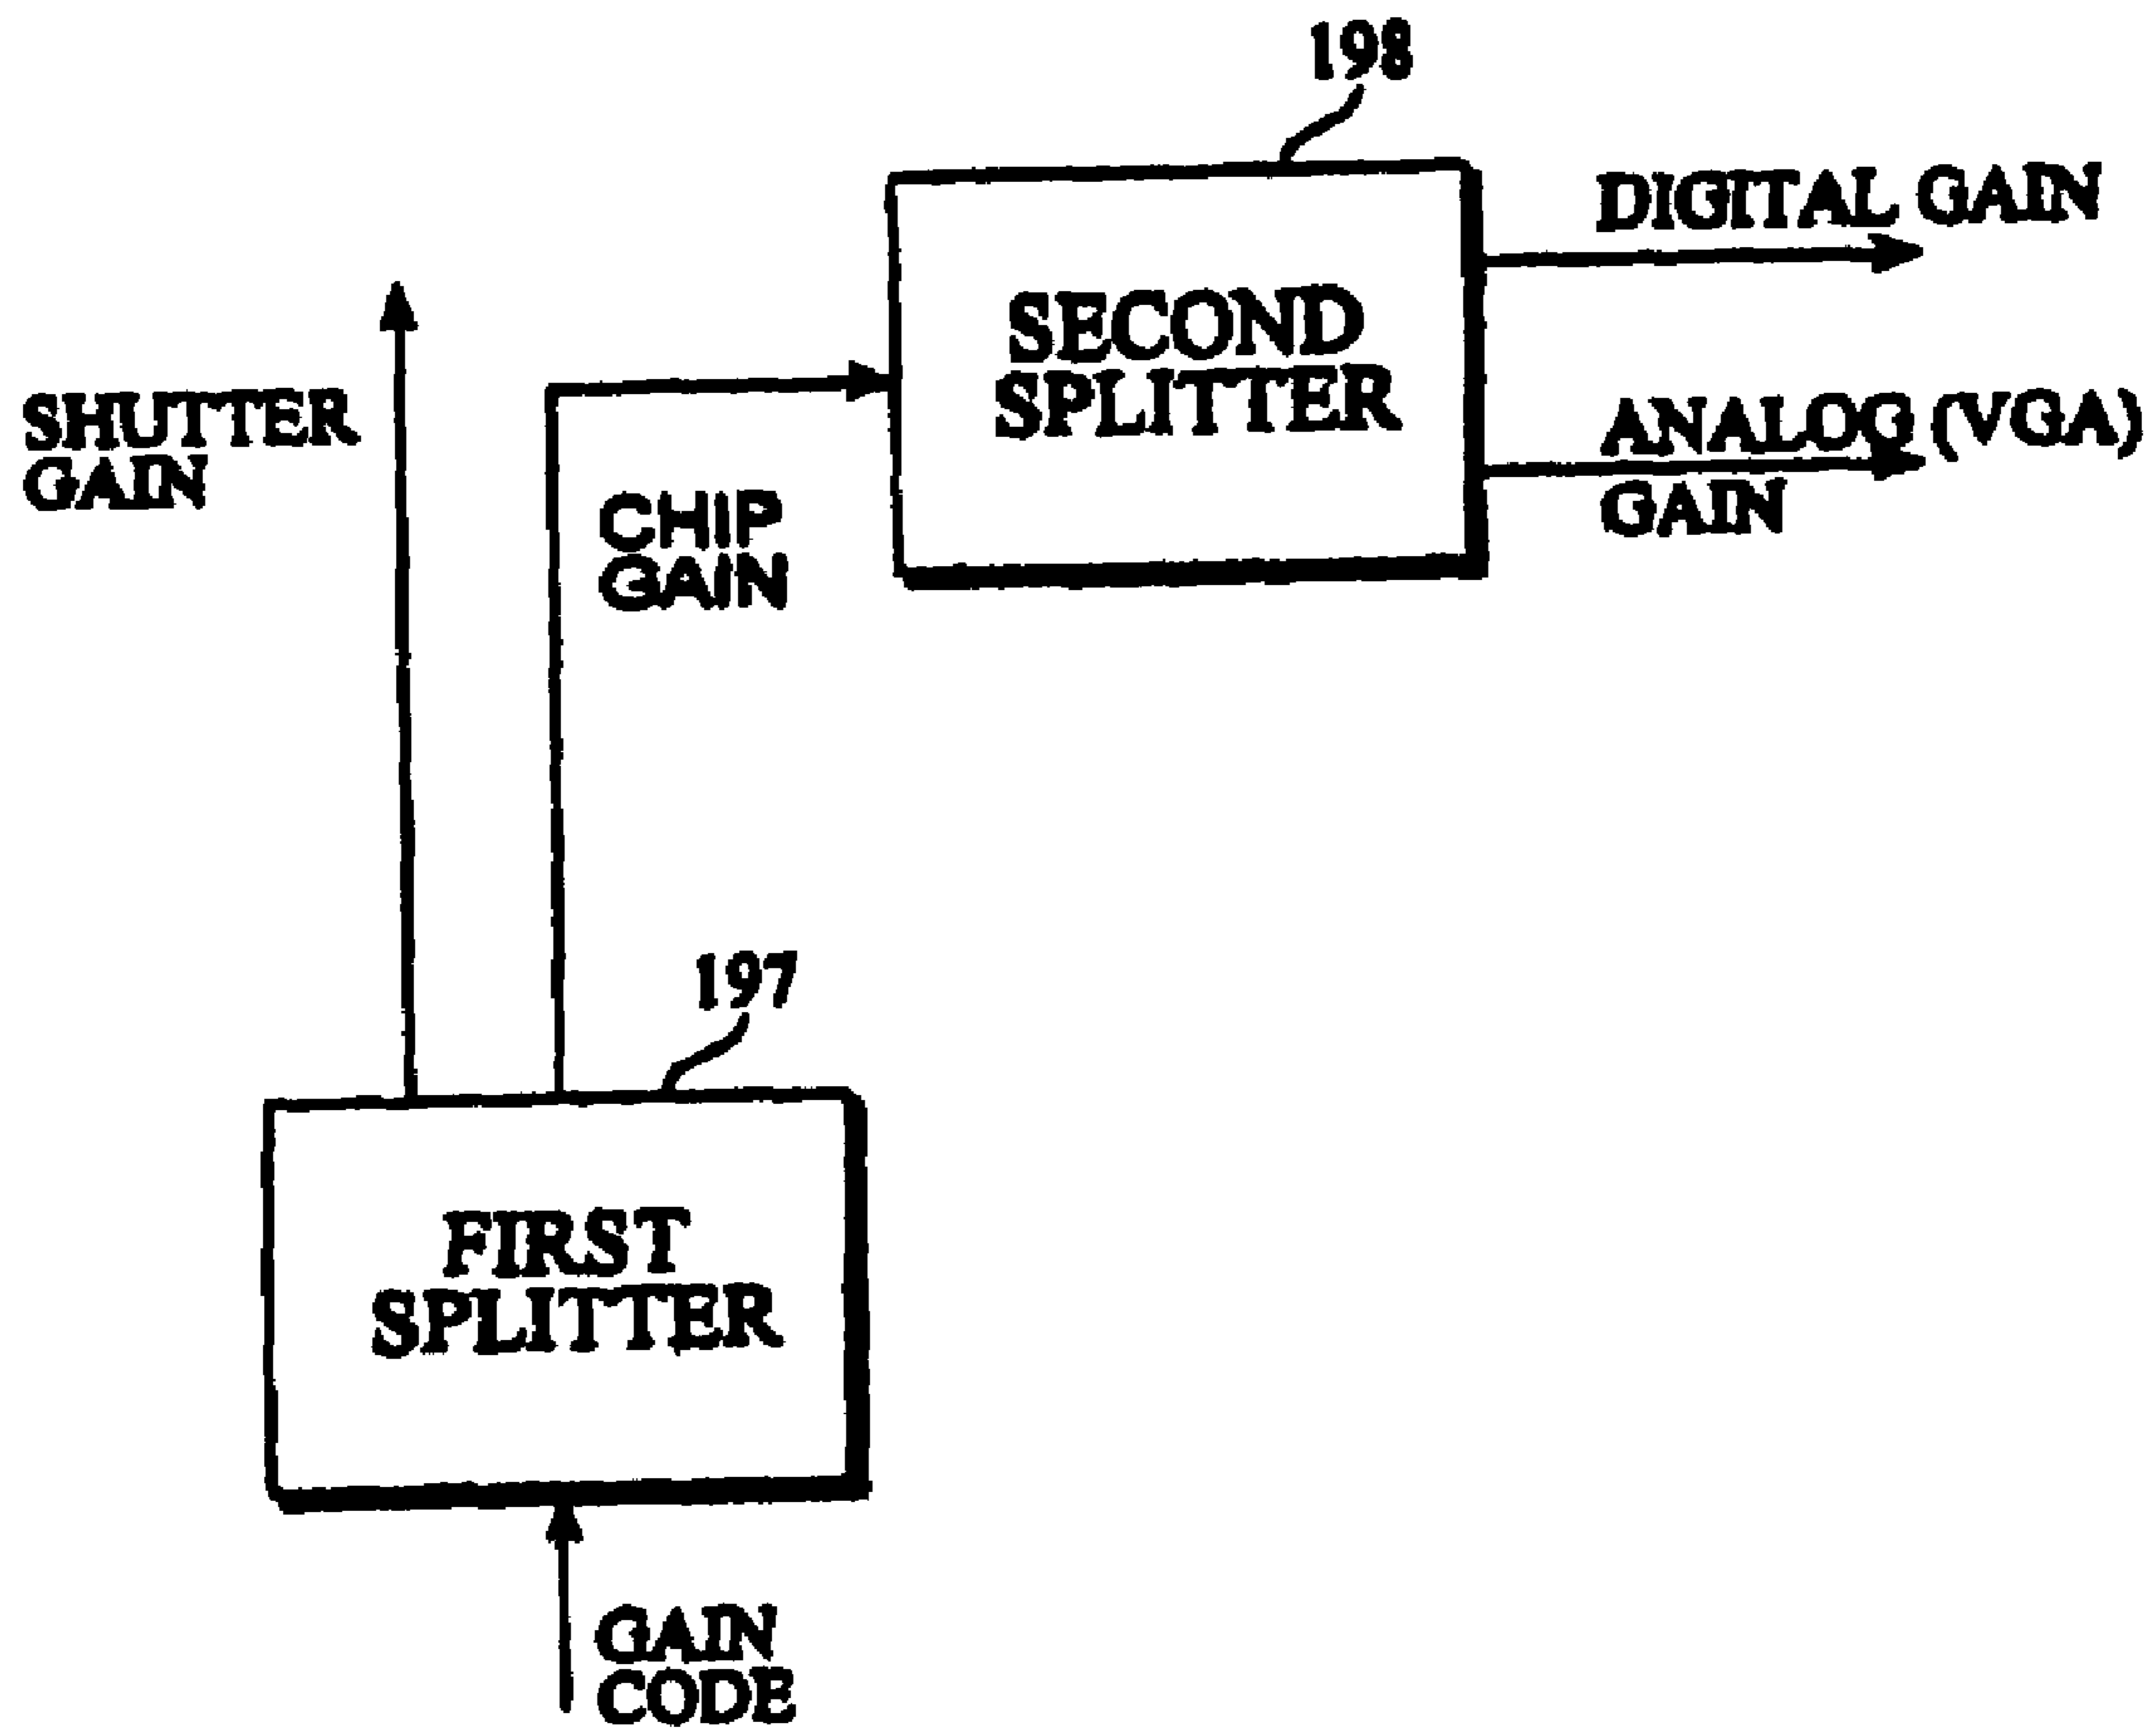 198
DIGITAL GAIN
SECOND
SPLITTER
SHUTTER
GAIN
ANALOG (VGA)
GAIN
CHIP
GAIN
197
FIRST
SPLITTER
GAIN
CODE